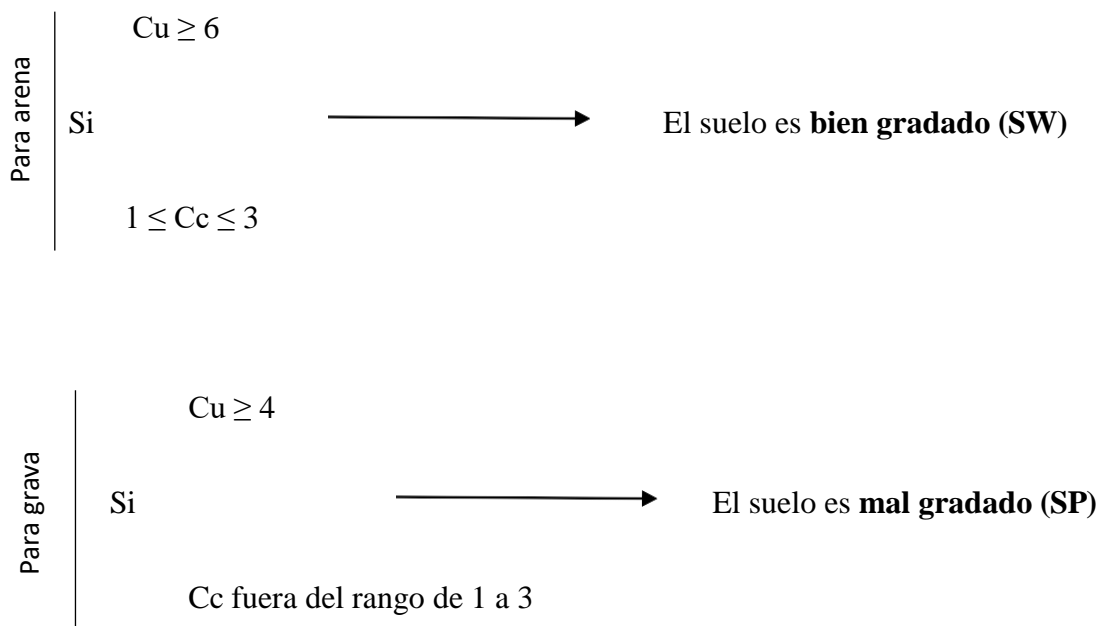 Para arena
Cu ≥ 6
Si
El suelo es bien gradado (SW)
1 ≤ Cc ≤ 3
Para grava
Cu ≥ 4
Si
El suelo es mal gradado (SP)
Cc fuera del rango de 1 a 3